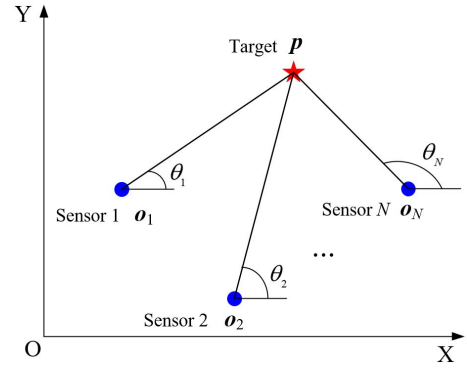 Y
Target p
θ1
θN
Sensor 1 o1
Sensor N oN
...
θ2
Sensor 2 o2
O
X